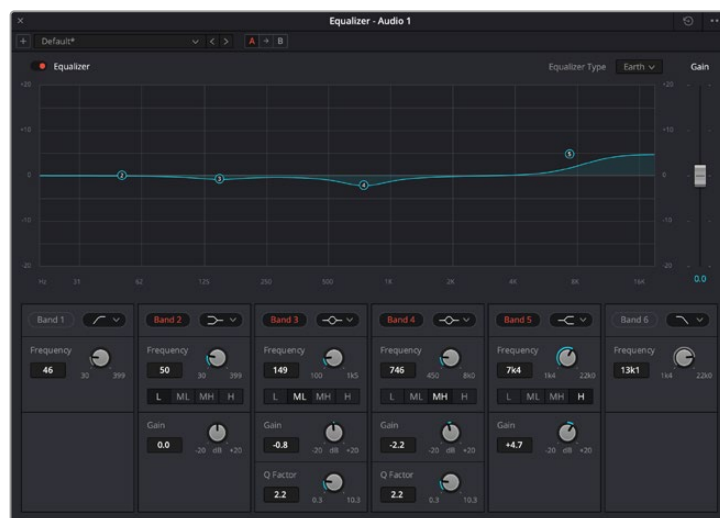 Equalizer - Audio 1
Default*
A B
Equalizer
Equalizer Type Earth Gain
+20 +20
+10 +10
0 0
-10 -10
-20 -20
Hz 31 62 125 250 500 1K 2K 4K 8K 16K
0.0
Band 1 Band 2 Band 3 Band 4 Band 5 Band 6
Frequency Frequency Frequency Frequency Frequency Frequency
46 50 149 746 7k4 13k1
30 399 30 399 100 1k5 450 8k0 1k4 22k0 1k4 22k0
L ML MH H L ML MH H L ML MH H L ML MH H
Gain Gain Gain Gain
0.0 -0.8 -2.2 +4.7
-20 dB +20 -20 dB +20 -20 dB +20 -20 dB +20
Q Factor Q Factor
2.2 2.2
0.3 10.3 0.3 10.3
2
3
4
5